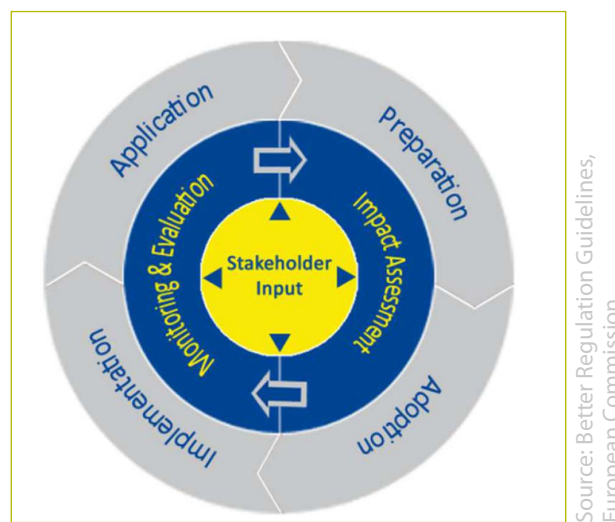 Application
Preparation
Monitoring & Evaluation
Impact Assessment
Stakeholder
Input
Implementation
Adoption
Source: Better Regulation Guidelines,
European Commission